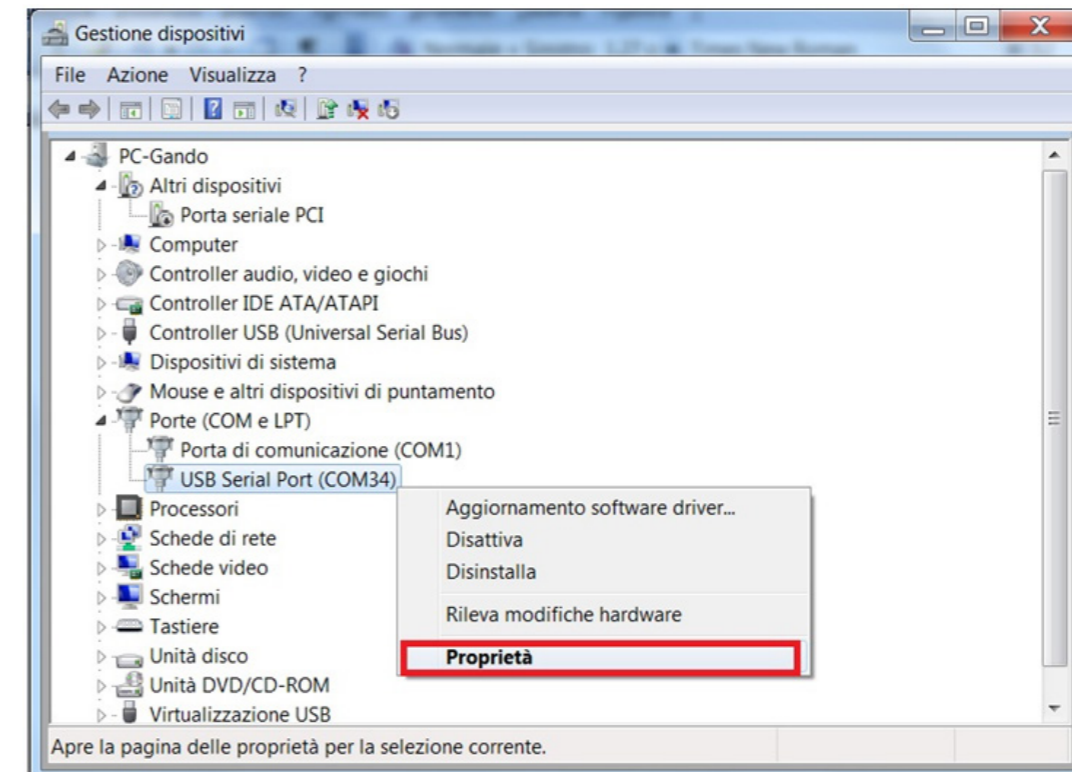 Gestione dispositivi
File Azione Visualizza ?
PC-Gando
Altri dispositivi
Porta seriale PCI
Computer
Controller audio, video e giochi
Controller IDE ATA/ATAPI
Controller USB (Universal Serial Bus)
Dispositivi di sistema
Mouse e altri dispositivi di puntamento
Porte (COM e LPT)
Porta di comunicazione (COM1)
USB Serial Port (COM34)
Processori
Schede di rete
Schede video
Schermi
Tastiere
Unità disco
Unità DVD/CD-ROM
Virtualizzazione USB
Aggiornamento software driver...
Disattiva
Disinstalla
Rileva modifiche hardware
Proprietà
Apre la pagina delle proprietà per la selezione corrente.